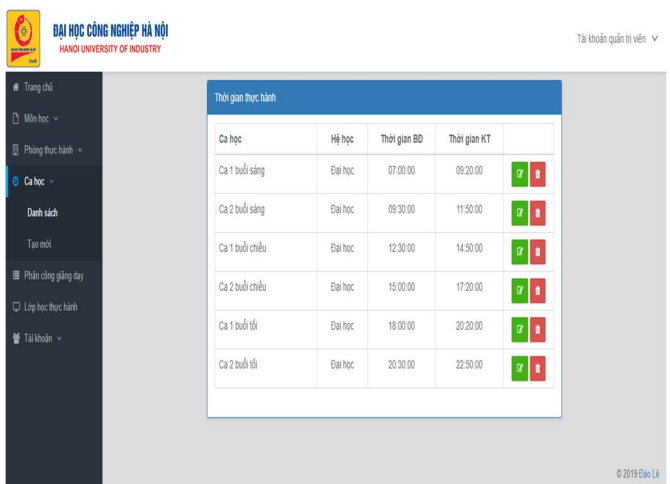 ĐẠI HỌC CÔNG NGHIỆP HÀ NỘI
HANOI UNIVERSITY OF INDUSTRY
Tài khoản quản trị viên
Trang chủ
Môn học
Phòng thực hành
Ca học
Danh sách
Tạo mới
Phân công giảng dạy
Lớp học thực hành
Tài khoản
Thời gian thực hành
Ca học Hệ học Thời gian BĐ Thời gian KT
Ca 1 buổi sáng Đại học 07:00:00 09:20:00
Ca 2 buổi sáng Đại học 09:30:00 11:50:00
Ca 1 buổi chiều Đại học 12:30:00 14:50:00
Ca 2 buổi chiều Đại học 15:00:00 17:20:00
Ca 1 buổi tối Đại học 18:00:00 20:20:00
Ca 2 buổi tối Đại học 20:30:00 22:50:00
© 2019 Đào Lê